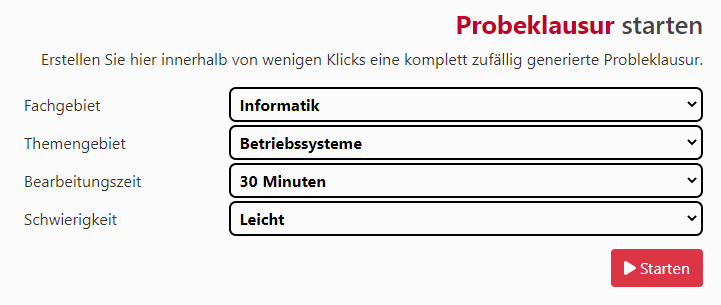 Probeklausur starten
Erstellen Sie hier innerhalb von wenigen Klicks eine komplett zufällig generierte Probleklausur.
Fachgebiet Informatik
Themengebiet Betriebssysteme
Bearbeitungszeit 30 Minuten
Schwierigkeit Leicht
Starten